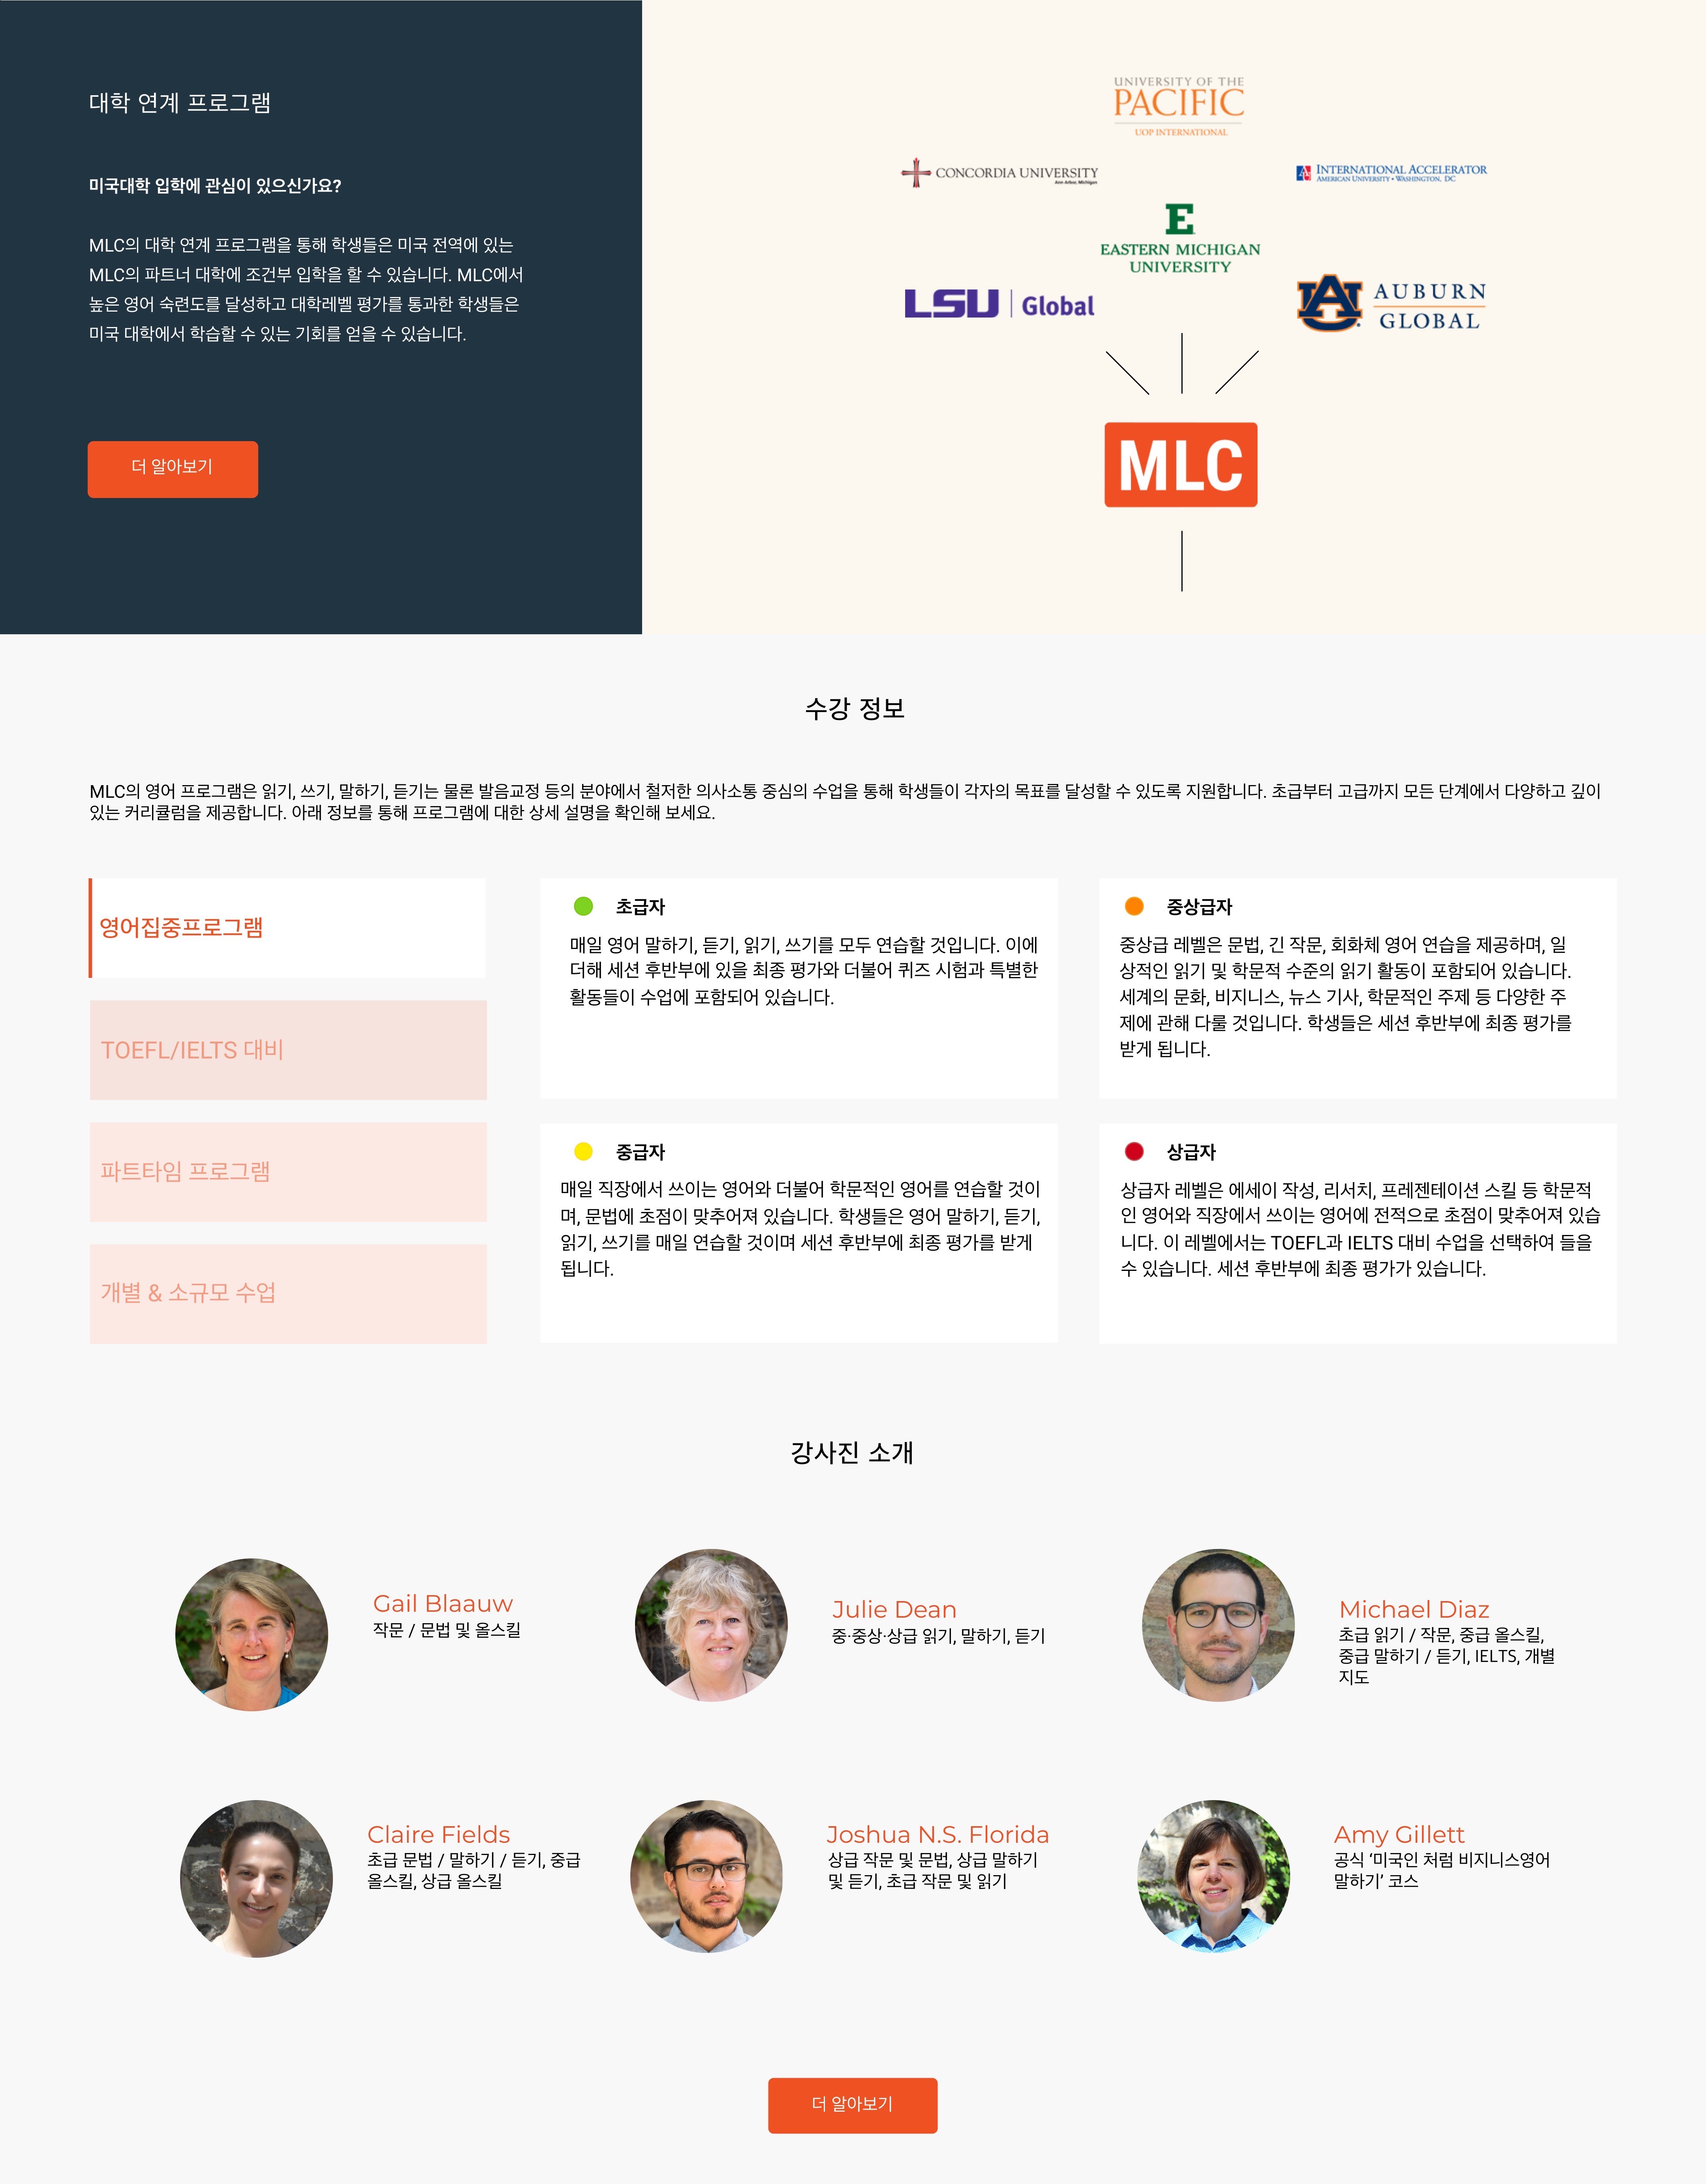 대학 연계 프로그램
미국대학 입학에 관심이 있으신가요?
MLC의 대학 연계 프로그램을 통해 학생들은 미국 전역에 있는
MLC의 파트너 대학에 조건부 입학을 할 수 있습니다. MLC에서
높은 영어 숙련도를 달성하고 대학레벨 평가를 통과한 학생들은
미국 대학에서 학습할 수 있는 기회를 얻을 수 있습니다.
더 알아보기
UNIVERSITY OF THE
PACIFIC
UOP INTERNATIONAL
CONCORDIA UNIVERSITY
Ann Arbor, Michigan
INTERNATIONAL ACCELERATOR
AMERICAN UNIVERSITY • WASHINGTON, DC
E
EASTERN MICHIGAN
UNIVERSITY
LSU Global
AUBURN
GLOBAL
MLC
수강 정보
MLC의 영어 프로그램은 읽기, 쓰기, 말하기, 듣기는 물론 발음교정 등의 분야에서 철저한 의사소통 중심의 수업을 통해 학생들이 각자의 목표를 달성할 수 있도록 지원합니다. 초급부터 고급까지 모든 단계에서 다양하고 깊이
있는 커리큘럼을 제공합니다. 아래 정보를 통해 프로그램에 대한 상세 설명을 확인해 보세요.
영어집중프로그램
TOEFL/IELTS 대비
파트타임 프로그램
개별 & 소규모 수업
초급자
매일 영어 말하기, 듣기, 읽기, 쓰기를 모두 연습할 것입니다. 이에
더해 세션 후반부에 있을 최종 평가와 더불어 퀴즈 시험과 특별한
활동들이 수업에 포함되어 있습니다.
중상급자
중상급 레벨은 문법, 긴 작문, 회화체 영어 연습을 제공하며, 일
상적인 읽기 및 학문적 수준의 읽기 활동이 포함되어 있습니다.
세계의 문화, 비지니스, 뉴스 기사, 학문적인 주제 등 다양한 주
제에 관해 다룰 것입니다. 학생들은 세션 후반부에 최종 평가를
받게 됩니다.
중급자
매일 직장에서 쓰이는 영어와 더불어 학문적인 영어를 연습할 것이
며, 문법에 초점이 맞추어져 있습니다. 학생들은 영어 말하기, 듣기,
읽기, 쓰기를 매일 연습할 것이며 세션 후반부에 최종 평가를 받게
됩니다.
상급자
상급자 레벨은 에세이 작성, 리서치, 프레젠테이션 스킬 등 학문적
인 영어와 직장에서 쓰이는 영어에 전적으로 초점이 맞추어져 있습
니다. 이 레벨에서는 TOEFL과 IELTS 대비 수업을 선택하여 들을
수 있습니다. 세션 후반부에 최종 평가가 있습니다.
강사진 소개
Gail Blaauw
작문 / 문법 및 올스킬
Julie Dean
중·중상·상급 읽기, 말하기, 듣기
Michael Diaz
초급 읽기 / 작문, 중급 올스킬,
중급 말하기 / 듣기, IELTS, 개별
지도
Claire Fields
초급 문법 / 말하기 / 듣기, 중급
올스킬, 상급 올스킬
Joshua N.S. Florida
상급 작문 및 문법, 상급 말하기
및 듣기, 초급 작문 및 읽기
Amy Gillett
공식 ‘미국인 처럼 비지니스영어
말하기’ 코스
더 알아보기